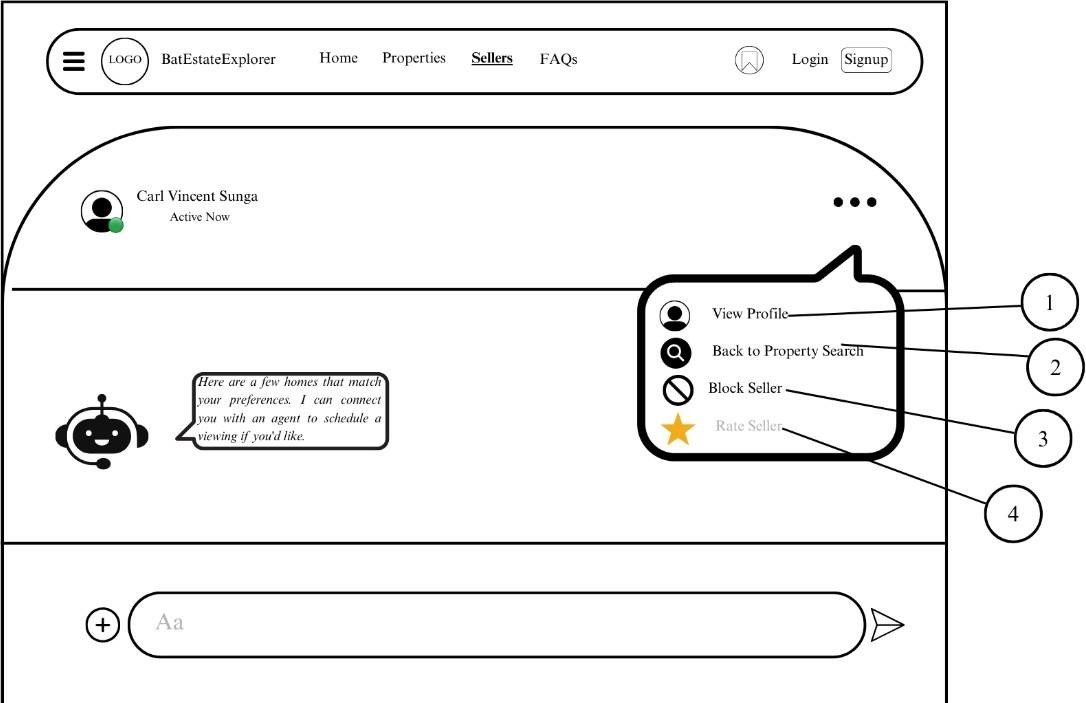 LOGO BatEstateExplorer Home Properties Sellers FAQs Login Signup
Carl Vincent Sunga
Active Now
View Profile
1
Back to Property Search
2
Here are a few homes that match
your preferences. I can connect
you with an agent to schedule a
viewing if you'd like.
Block Seller
3
Rate Seller
4
Aa